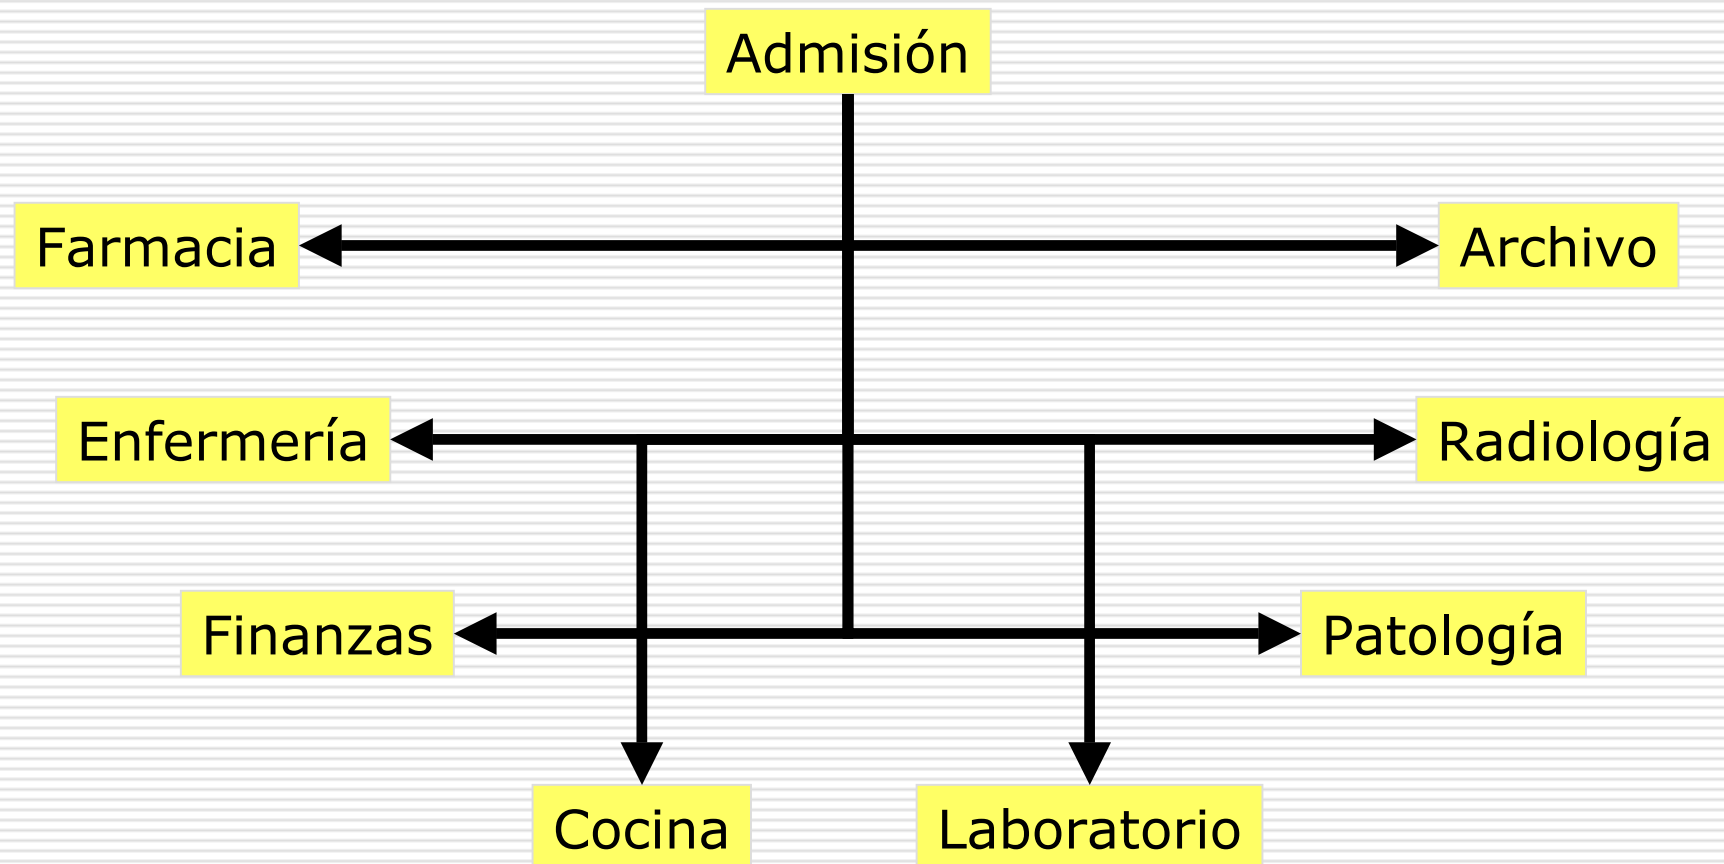 Admisión
Farmacia
Archivo
Enfermería
Radiología
Finanzas
Patología
Cocina
Laboratorio